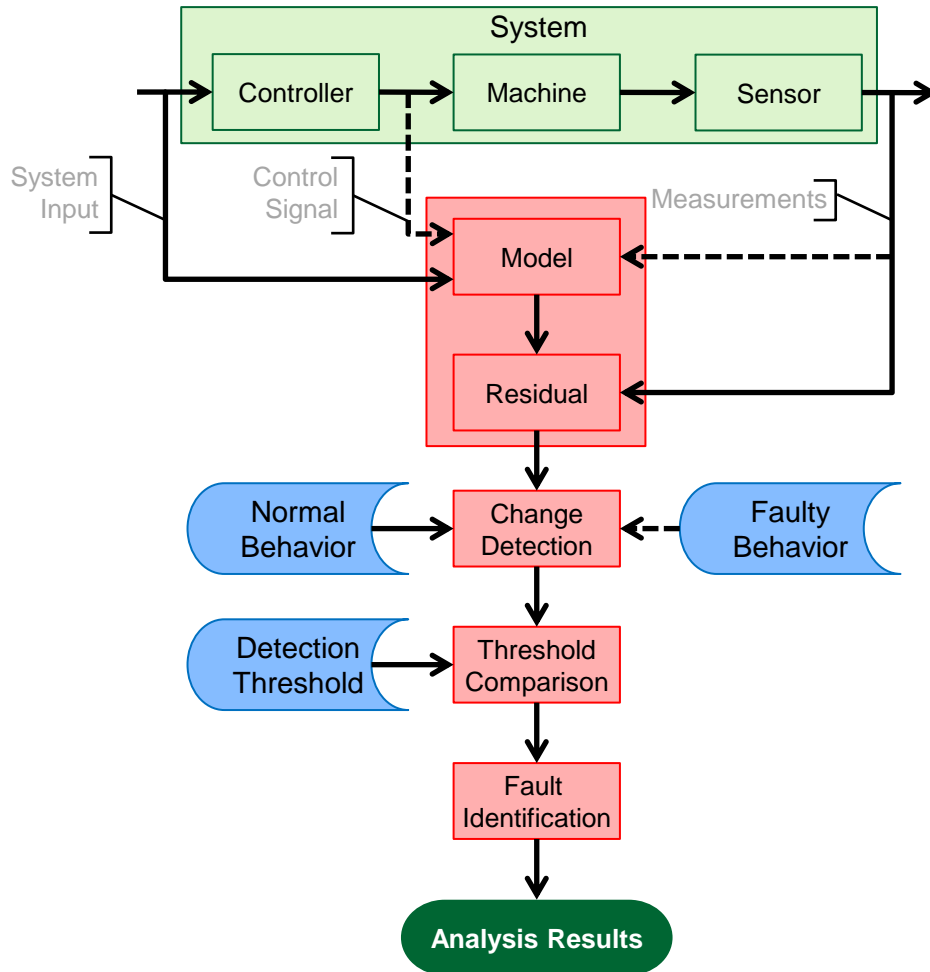 System
Controller
Machine
Sensor
System
Input
Control
Signal
Measurements
Model
Residual
Normal
Behavior
Change
Detection
Faulty
Behavior
Detection
Threshold
Threshold
Comparison
Fault
Identification
Analysis Results